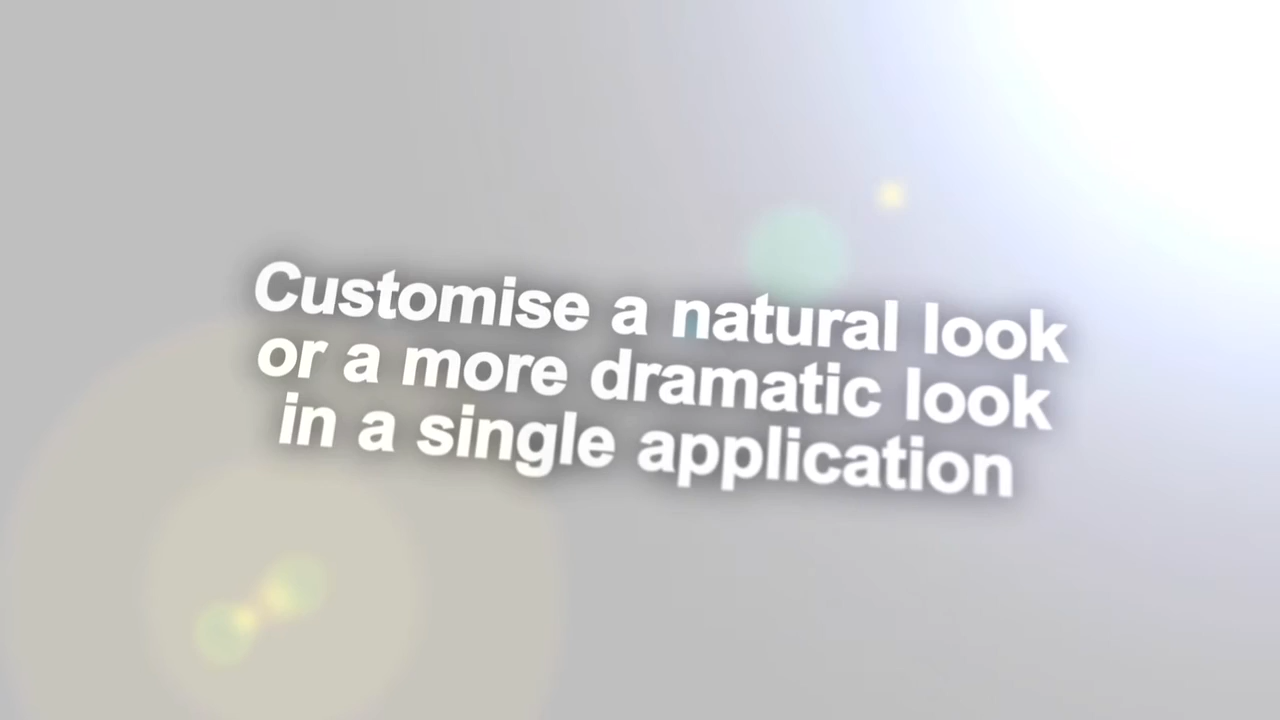 Customise a natural look
or a more dramatic look
in a single application